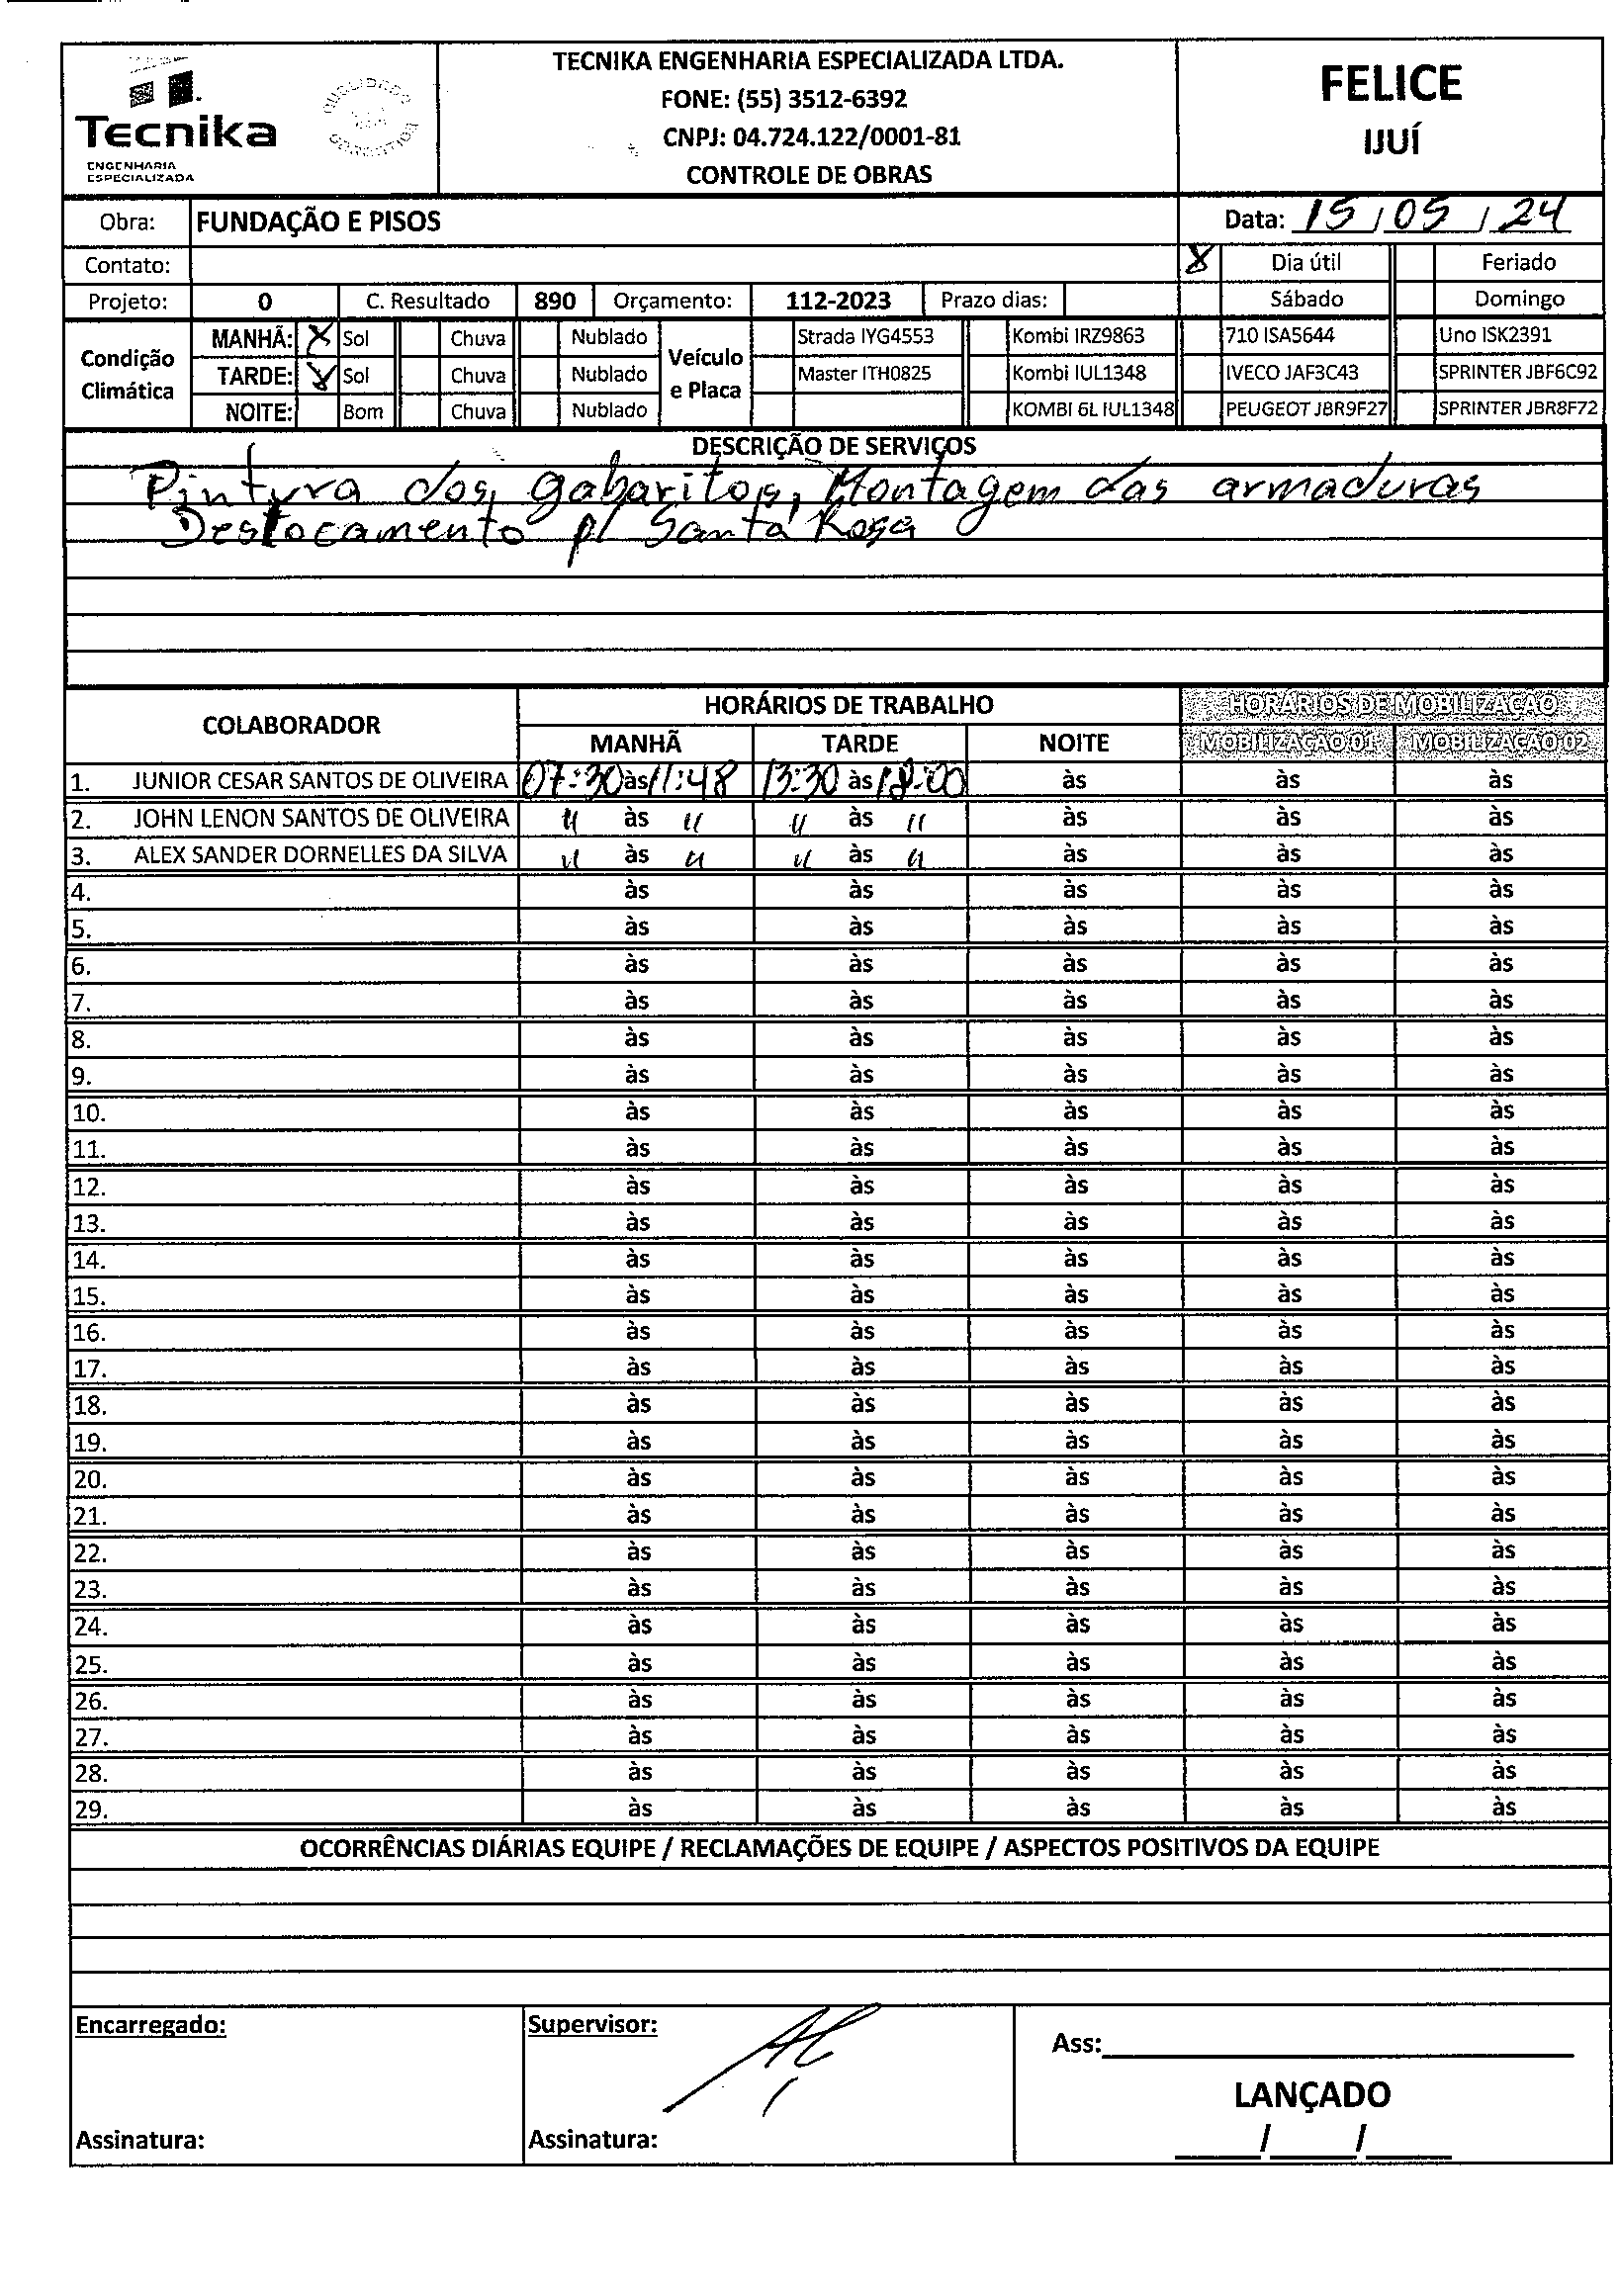 Tecnika
ENGENHARIA
ESPECIALIZADA
TECNIKA ENGENHARIA ESPECIALIZADA LTDA.
FONE: (55) 3512-6392
CNPJ: 04.724.122/0001-81
CONTROLE DE OBRAS
FELICE
IJUÍ
Obra: FUNDAÇÃO E PISOS Data: 15/05/24
Contato: X Dia útil Feriado
Projeto: 0 C. Resultado 890 Orçamento: 112-2023 Prazo dias: Sábado Domingo
Condição Climática
MANHÃ: X Sol Chuva Nublado
TARDE: X Sol Chuva Nublado
NOITE: Bom Chuva Nublado
Veículo e Placa
Strada IYG4553 Kombi IRZ9863 710 ISA5644 Uno ISK2391
Master ITH0825 Kombi IUL1348 IVECO JAF3C43 SPRINTER JBF6C92
KOMBI 6L IUL1348 PEUGEOT JBR9F27 SPRINTER JBR8F72
DESCRIÇÃO DE SERVIÇOS
Pintura dos gabaritos, Montagem das armaduras
Deslocamento p/ Santa Rosa
COLABORADOR HORÁRIOS DE TRABALHO HORÁRIOS DE MOBILIZAÇÃO
MANHÃ TARDE NOITE MOBILIZAÇÃO 01 MOBILIZAÇÃO 02
1. JUNIOR CESAR SANTOS DE OLIVEIRA 07:30 às 11:48 13:30 às 18:00 às às às
2. JOHN LENON SANTOS DE OLIVEIRA " às " " às " às às às
3. ALEX SANDER DORNELLES DA SILVA " às " " às " às às às
4. às às às às às
5. às às às às às
6. às às às às às
7. às às às às às
8. às às às às às
9. às às às às às
10. às às às às às
11. às às às às às
12. às às às às às
13. às às às às às
14. às às às às às
15. às às às às às
16. às às às às às
17. às às às às às
18. às às às às às
19. às às às às às
20. às às às às às
21. às às às às às
22. às às às às às
23. às às às às às
24. às às às às às
25. às às às às às
26. às às às às às
27. às às às às às
28. às às às às às
29. às às às às às
OCORRÊNCIAS DIÁRIAS EQUIPE / RECLAMAÇÕES DE EQUIPE / ASPECTOS POSITIVOS DA EQUIPE
Encarregado: Supervisor: Ass:
LANÇADO
Assinatura: Assinatura: / /